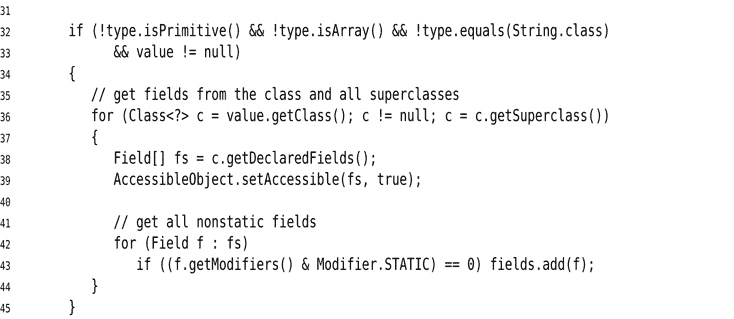 31
32 if (!type.isPrimitive() && !type.isArray() && !type.equals(String.class)
33 && value != null)
34 {
35 // get fields from the class and all superclasses
36 for (Class<?> c = value.getClass(); c != null; c = c.getSuperclass())
37 {
38 Field[] fs = c.getDeclaredFields();
39 AccessibleObject.setAccessible(fs, true);
40
41 // get all nonstatic fields
42 for (Field f : fs)
43 if ((f.getModifiers() & Modifier.STATIC) == 0) fields.add(f);
44 }
45 }